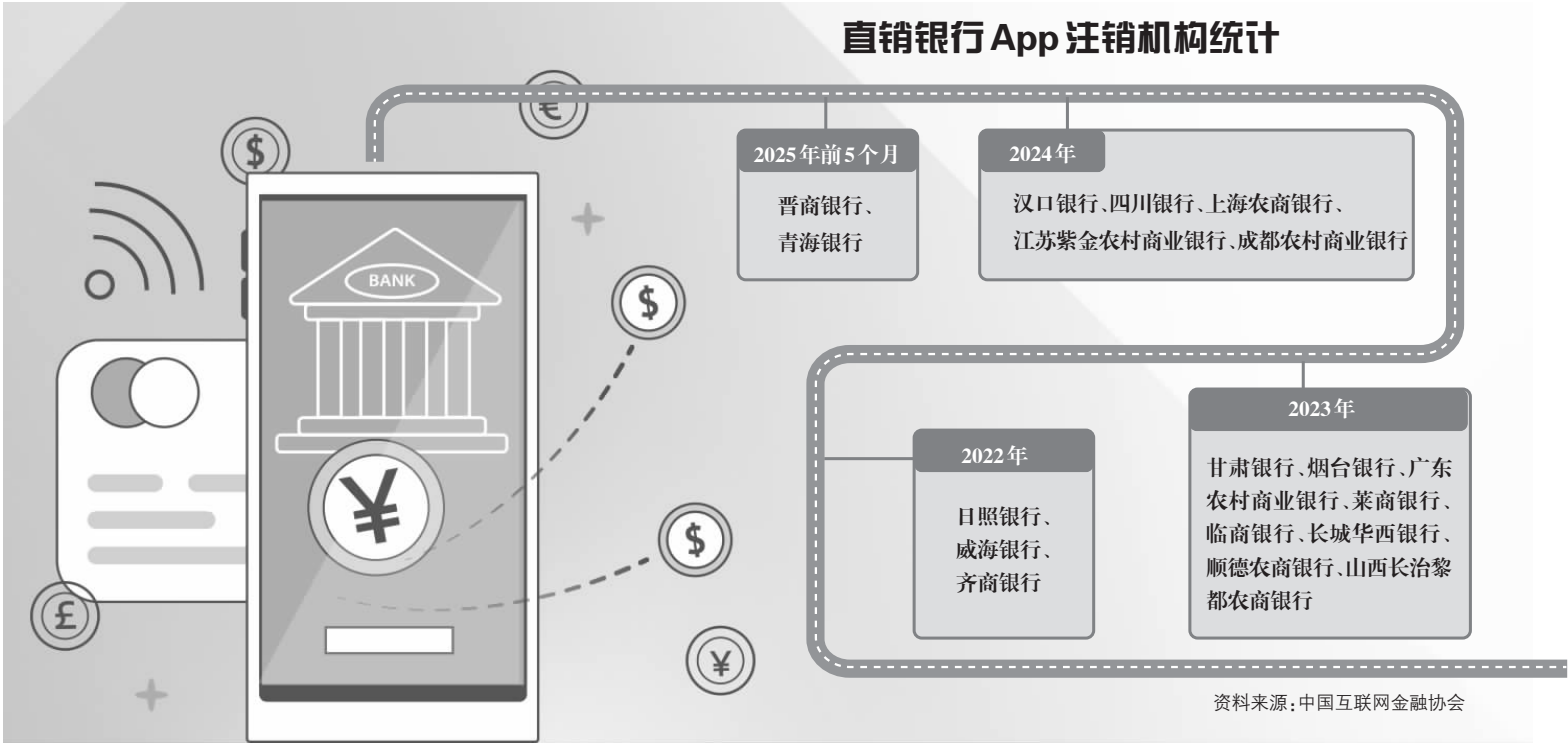 直销银行App注销机构统计
2025年前5个月
晋商银行、
青海银行
2024年
汉口银行、四川银行、上海农商银行、
江苏紫金农村商业银行、成都农村商业银行
2023年
甘肃银行、烟台银行、广东
农村商业银行、莱商银行、
临商银行、长城华西银行、
顺德农商银行、山西长治黎
都农商银行
2022年
日照银行、
威海银行、
齐商银行
BANK
$
€
$
¥
$
£
¥
资料来源:中国互联网金融协会